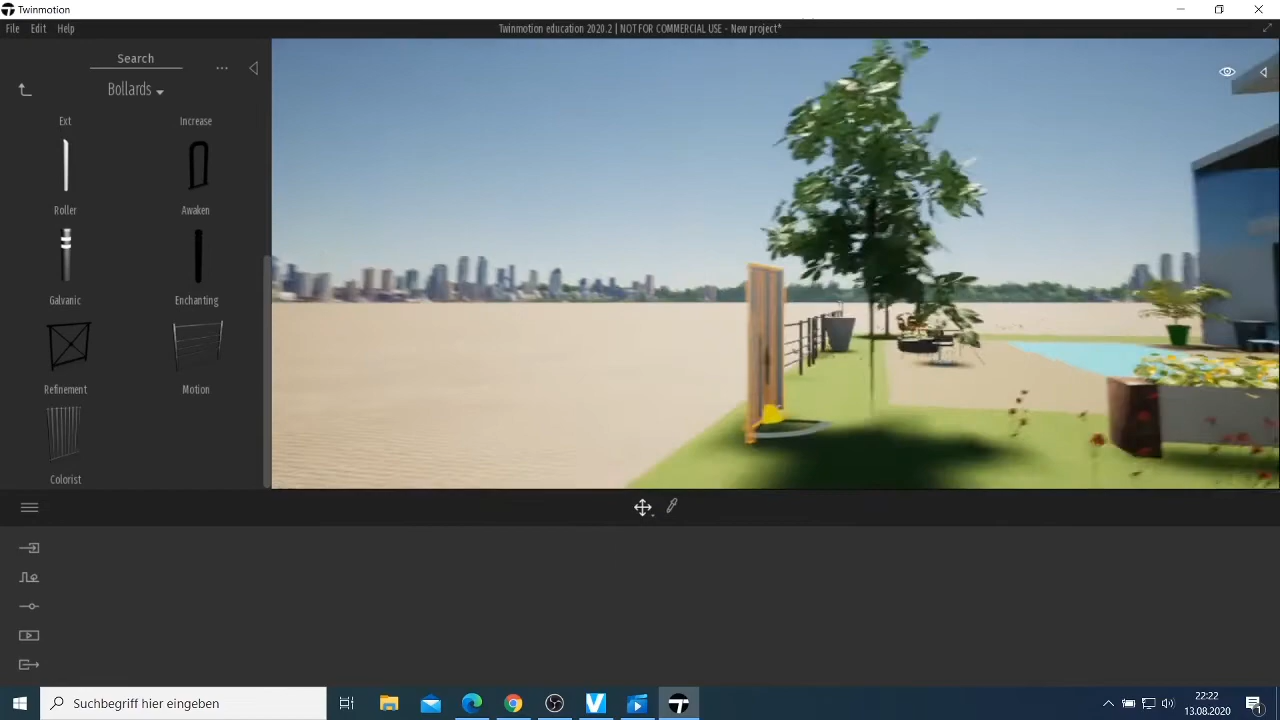 Twinmotion
File Edit Help
Twinmotion education 2020.2 | NOT FOR COMMERCIAL USE - New project*
Search
...
Bollards
Ext
Increase
Roller
Awaken
Galvanic
Enchanting
Refinement
Motion
Colorist
Suchbegriff hier eingeben
22:22
13.08.2020
1